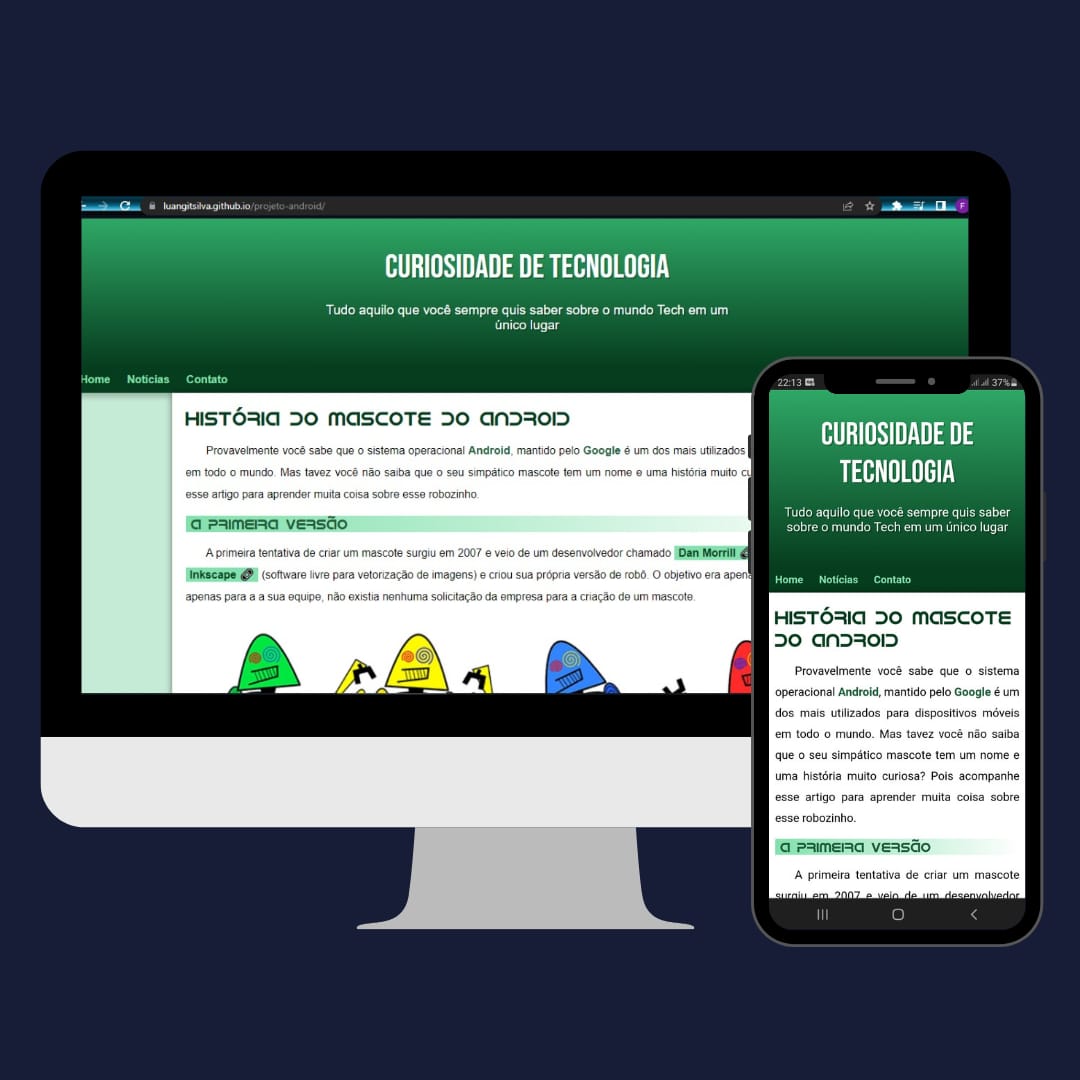 luangitsilva.github.io/projeto-android/
F
CURIOSIDADE DE TECNOLOGIA
Tudo aquilo que você sempre quis saber sobre o mundo Tech em um
único lugar
Home Notícias Contato
História do Mascote do Android
Provavelmente você sabe que o sistema operacional Android, mantido pelo Google é um dos mais utilizados
em todo o mundo. Mas tavez você não saiba que o seu simpático mascote tem um nome e uma história muito
esse artigo para aprender muita coisa sobre esse robozinho.
A primeira versão
A primeira tentativa de criar um mascote surgiu em 2007 e veio de um desenvolvedor chamado Dan Morrill
Inkscape (software livre para vetorização de imagens) e criou sua própria versão de robô. O objetivo era
apenas para a a sua equipe, não existia nenhuma solicitação da empresa para a criação de um mascote.
22:13 37%
CURIOSIDADE DE
TECNOLOGIA
Tudo aquilo que você sempre quis saber
sobre o mundo Tech em um único lugar
Home Notícias Contato
História do Mascote
do Android
Provavelmente você sabe que o sistema
operacional Android, mantido pelo Google é um
dos mais utilizados para dispositivos móveis
em todo o mundo. Mas tavez você não saiba
que o seu simpático mascote tem um nome e
uma história muito curiosa? Pois acompanhe
esse artigo para aprender muita coisa sobre
esse robozinho.
A primeira versão
A primeira tentativa de criar um mascote
surgiu em 2007 e veio de um desenvolvedor